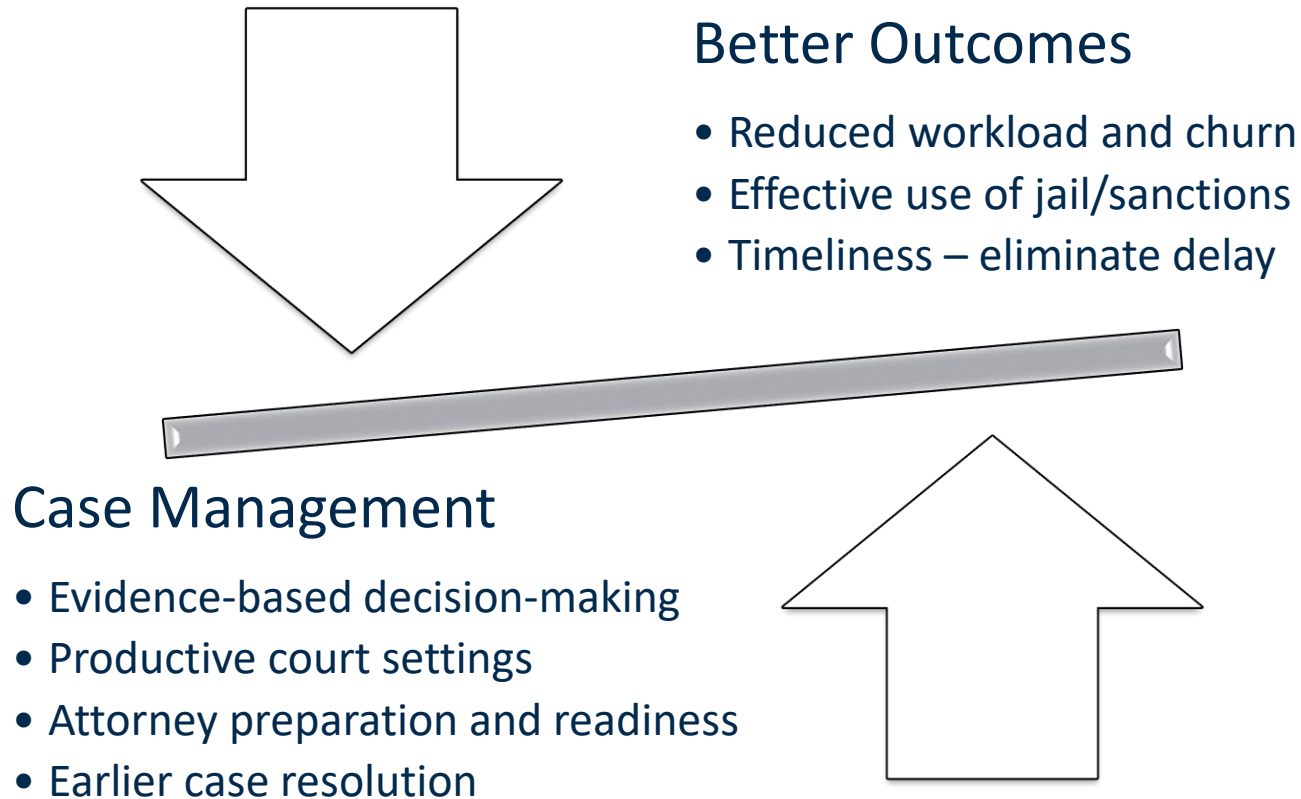 Better Outcomes
• Reduced workload and churn
• Effective use of jail/sanctions
• Timeliness – eliminate delay
Case Management
• Evidence-based decision-making
• Productive court settings
• Attorney preparation and readiness
• Earlier case resolution